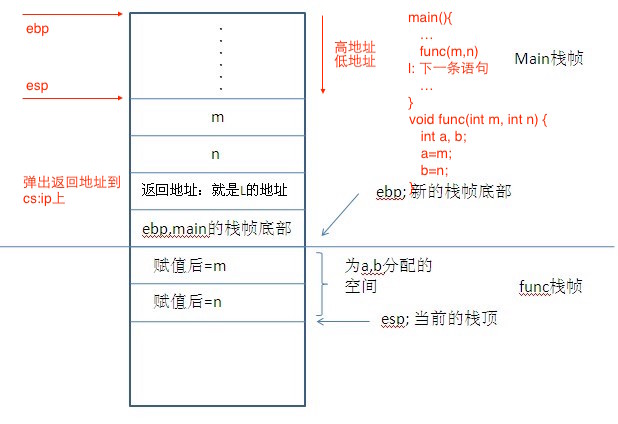 ebp
esp
弹出返回地址到
cs:ip上
m
n
返回地址：就是L的地址
ebp,main的栈帧底部
赋值后=m
赋值后=n
高地址
低地址
main(){
...
func(m,n)
l: 下一条语句
...
}
void func(int m, int n) {
int a, b;
a=m;
b=n;
}
Main栈帧
ebp; 新的栈帧底部
为a,b分配的
空间
func栈帧
esp; 当前的栈顶